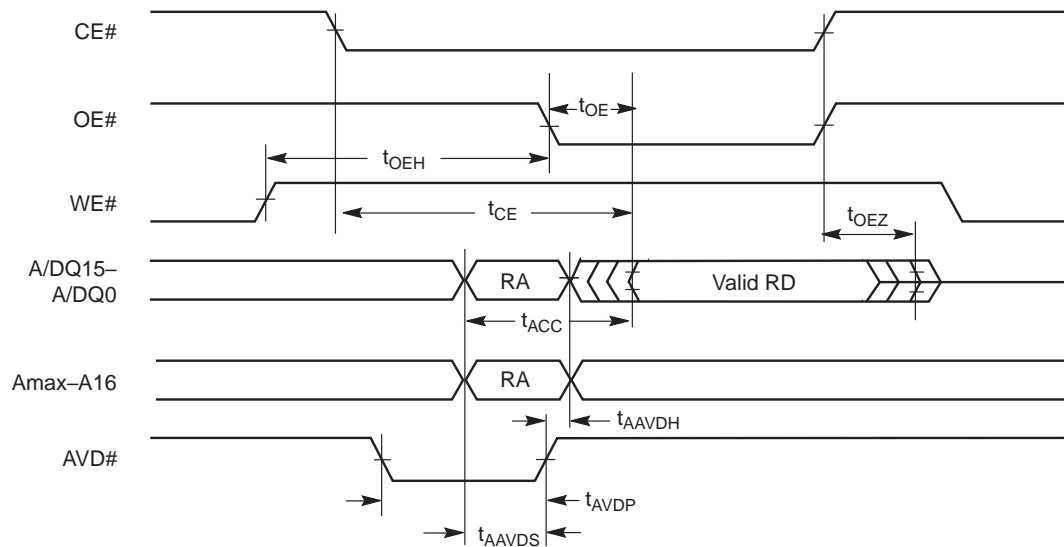 CE#
OE#
tOE
tOEH
WE#
tCE
tOEZ
A/DQ15–
A/DQ0
RA
Valid RD
tACC
Amax–A16
RA
tAAVDH
AVD#
tAVDP
tAAVDS